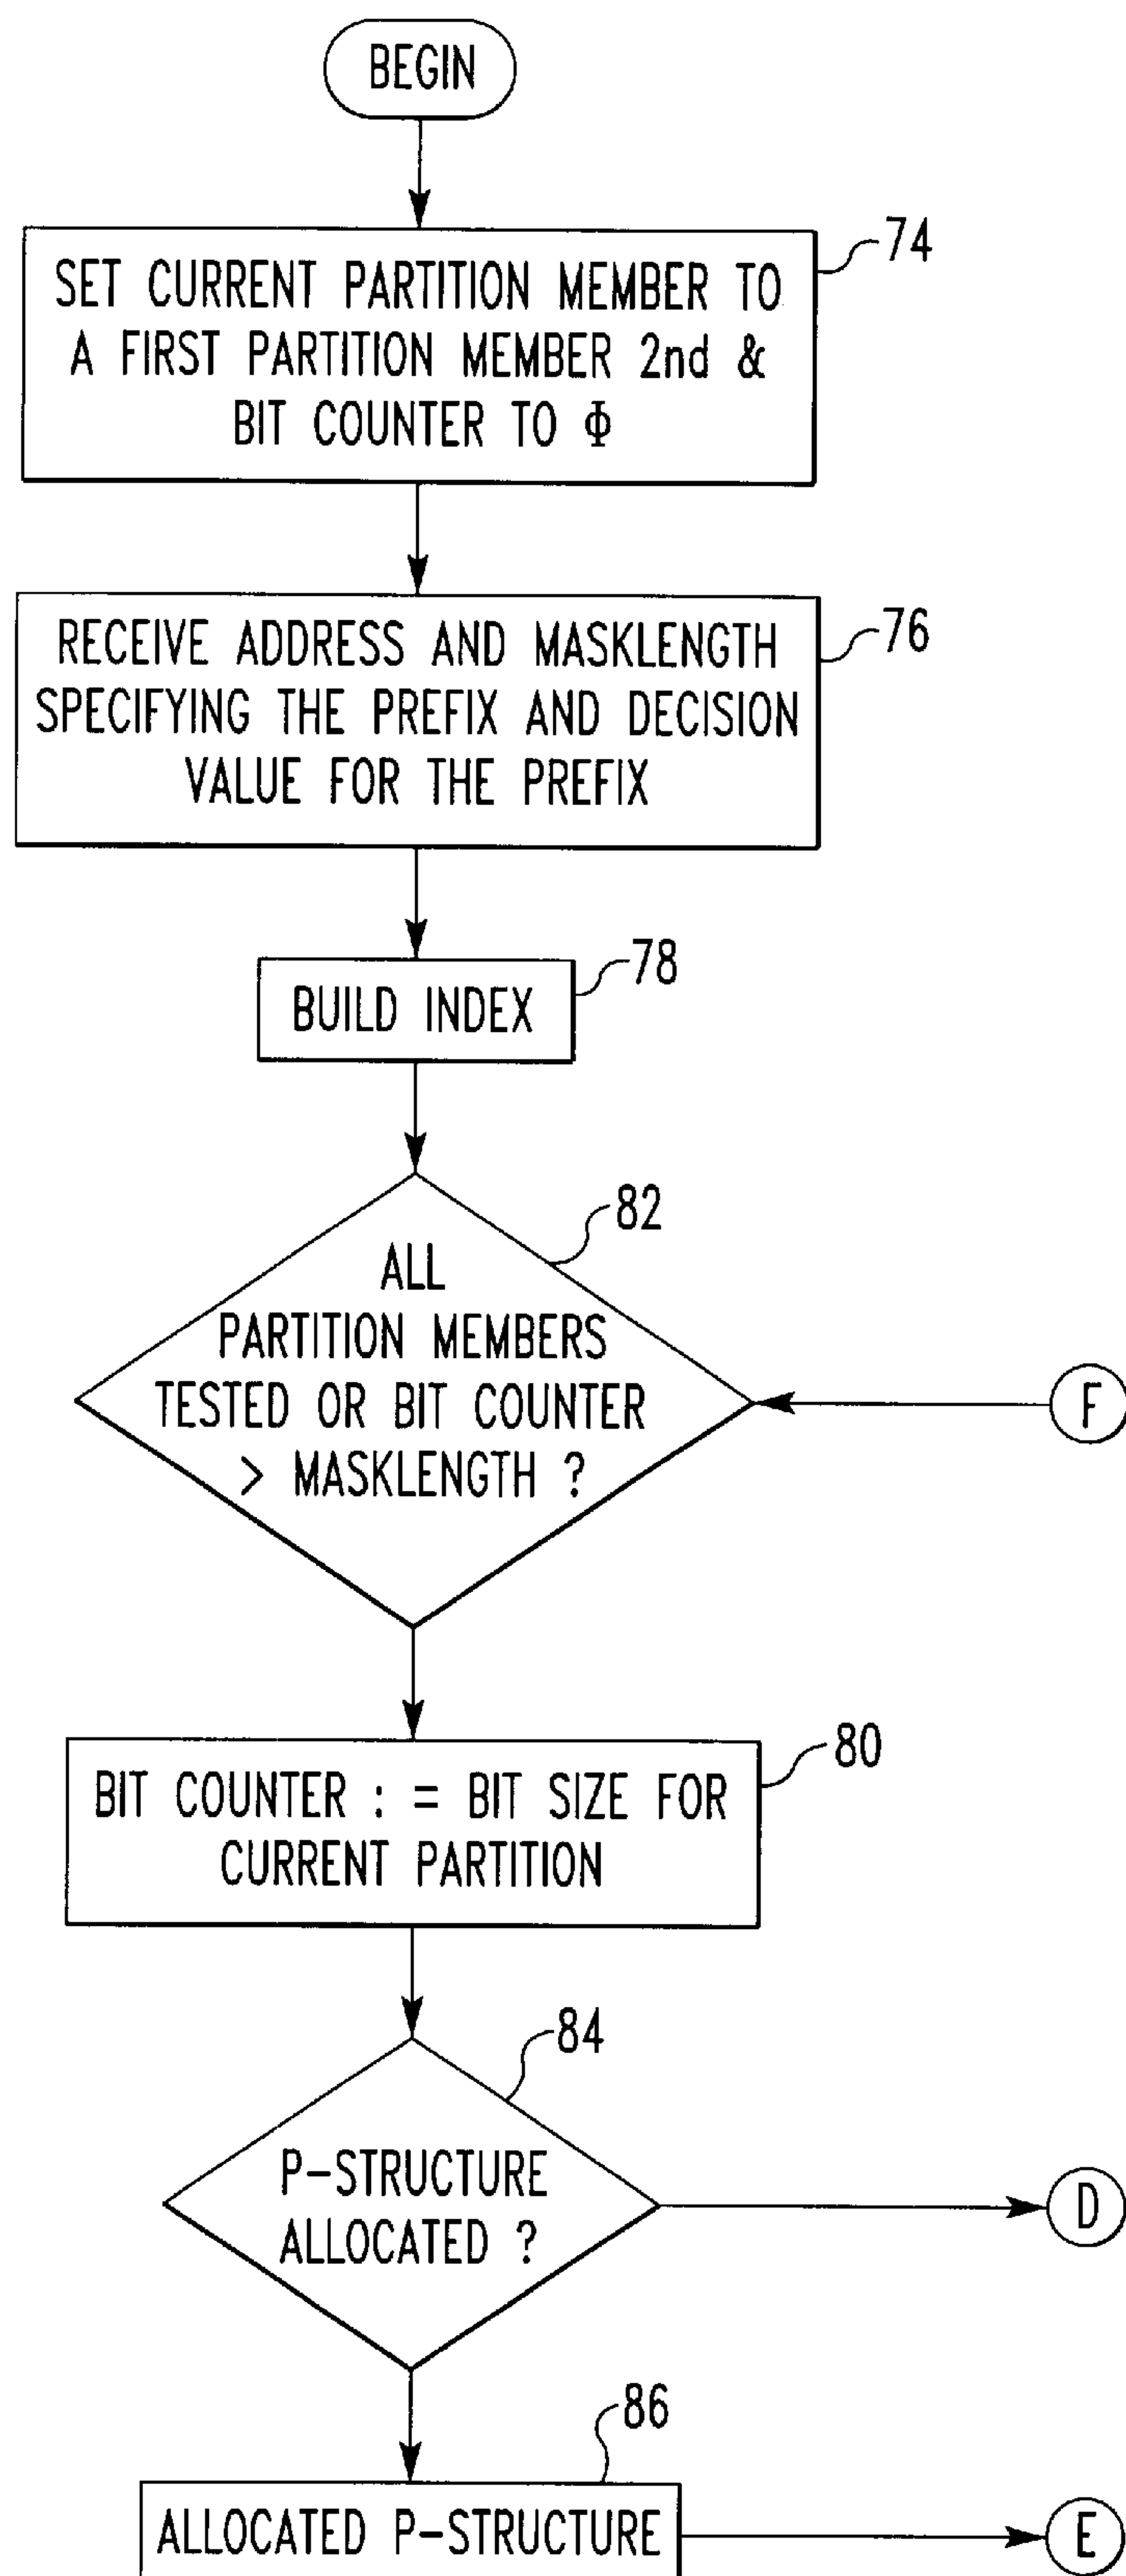 BEGIN
74
SET CURRENT PARTITION MEMBER TO
A FIRST PARTITION MEMBER 2nd &
BIT COUNTER TO Φ
76
RECEIVE ADDRESS AND MASKLENGTH
SPECIFYING THE PREFIX AND DECISION
VALUE FOR THE PREFIX
78
BUILD INDEX
82
ALL
PARTITION MEMBERS
TESTED OR BIT COUNTER
> MASKLENGTH ?
F
80
BIT COUNTER : = BIT SIZE FOR
CURRENT PARTITION
84
P-STRUCTURE
ALLOCATED ?
D
86
ALLOCATED P-STRUCTURE
E